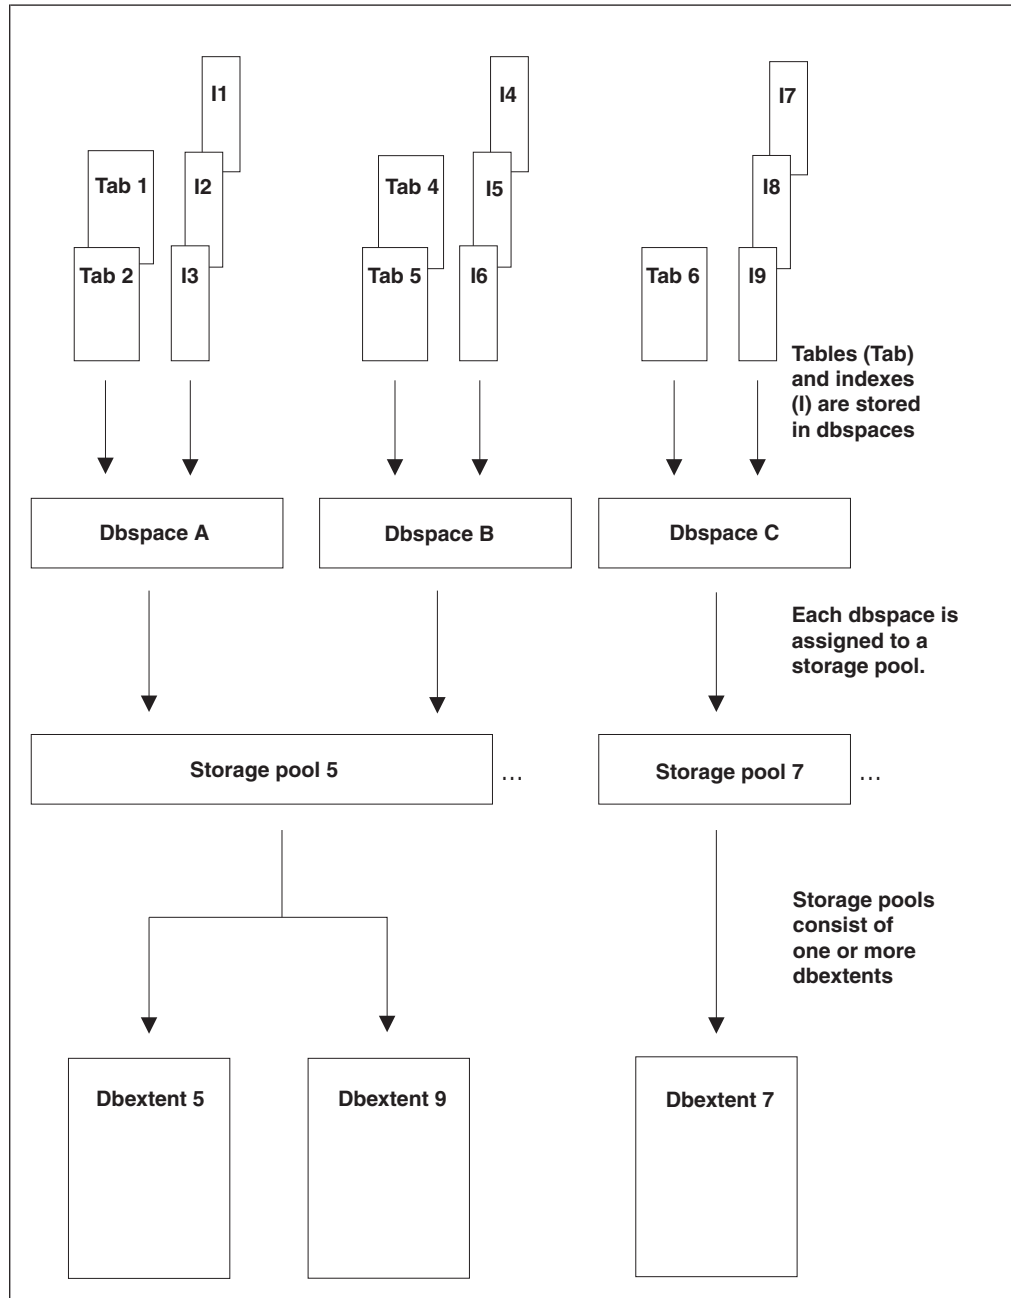 I1
I4
I7
Tab 1
I2
Tab 4
I5
I8
Tab 2
I3
Tab 5
I6
Tab 6
I9
Tables (Tab)
and indexes
(I) are stored
in dbspaces
Dbspace A
Dbspace B
Dbspace C
Each dbspace is
assigned to a
storage pool.
Storage pool 5
...
Storage pool 7
...
Storage pools
consist of
one or more
dbextents
Dbextent 5
Dbextent 9
Dbextent 7